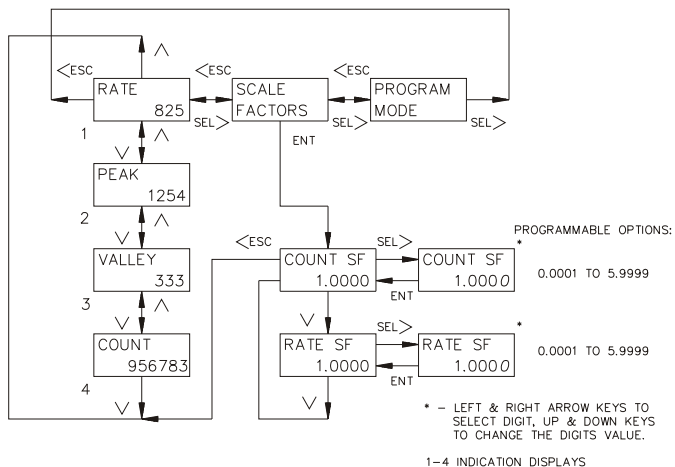 <ESC <ESC <ESC
RATE
825
SCALE
FACTORS
PROGRAM
MODE
SEL> SEL> SEL>
1
ENT
PEAK
1254
2
<ESC SEL>
PROGRAMMABLE OPTIONS:
VALLEY
333
COUNT SF
1.0000
COUNT SF
1.0000
*
0.0001 TO 5.9999
3
ENT
SEL>
COUNT
956783
RATE SF
1.0000
RATE SF
1.0000
*
0.0001 TO 5.9999
4
ENT
* – LEFT & RIGHT ARROW KEYS TO
SELECT DIGIT, UP & DOWN KEYS
TO CHANGE THE DIGITS VALUE.
1–4 INDICATION DISPLAYS